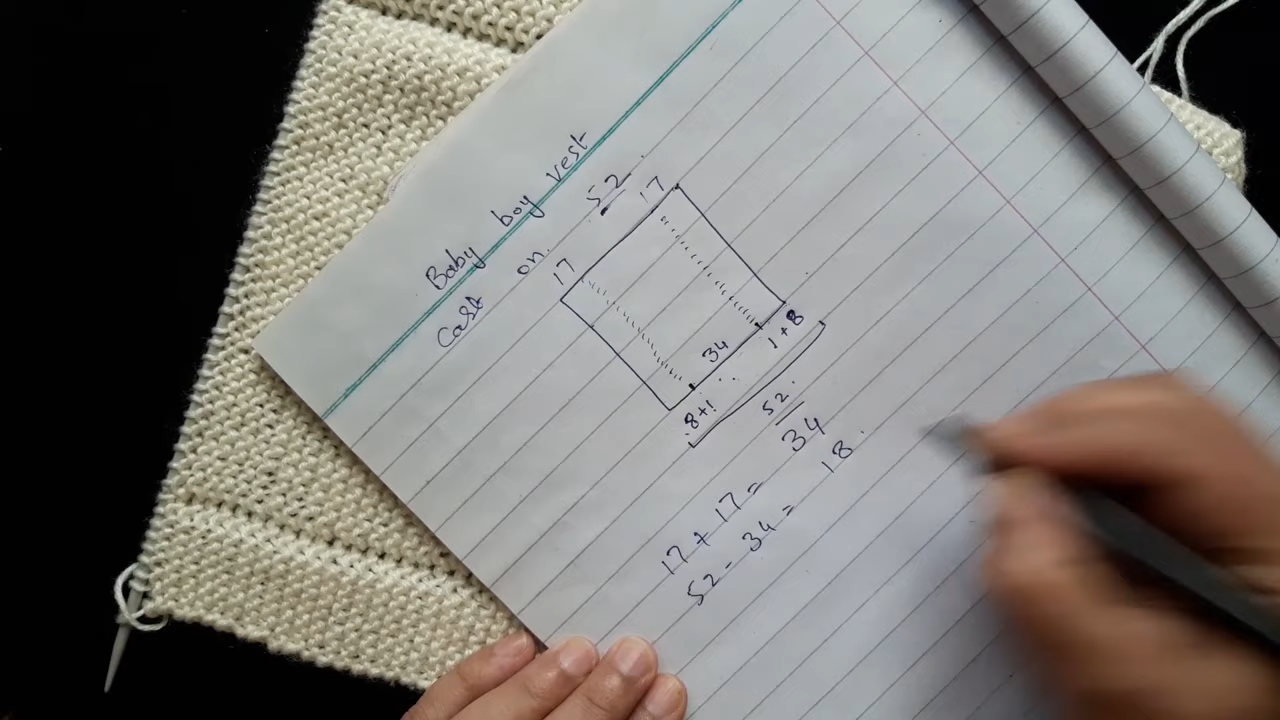 Baby boy vest
Cast on. 52
17 17
34
8+1 1+8
52
17 + 17 = 34
52 - 34 = 18